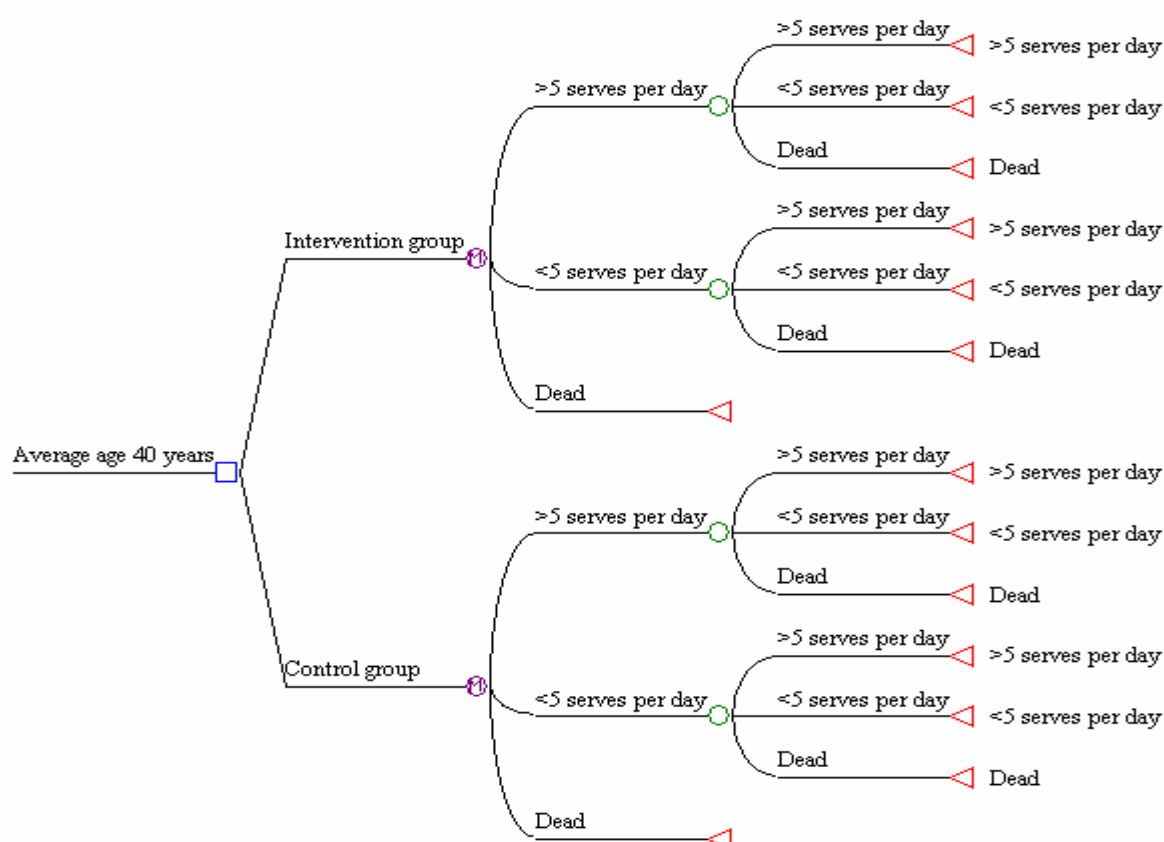 >5 serves per day
>5 serves per day
>5 serves per day
<5 serves per day
<5 serves per day
Dead
Dead
Intervention group
M
<5 serves per day
>5 serves per day
>5 serves per day
<5 serves per day
<5 serves per day
Dead
Dead
Dead
Average age 40 years
>5 serves per day
>5 serves per day
>5 serves per day
<5 serves per day
<5 serves per day
Dead
Dead
Control group
M
<5 serves per day
>5 serves per day
>5 serves per day
<5 serves per day
<5 serves per day
Dead
Dead
Dead